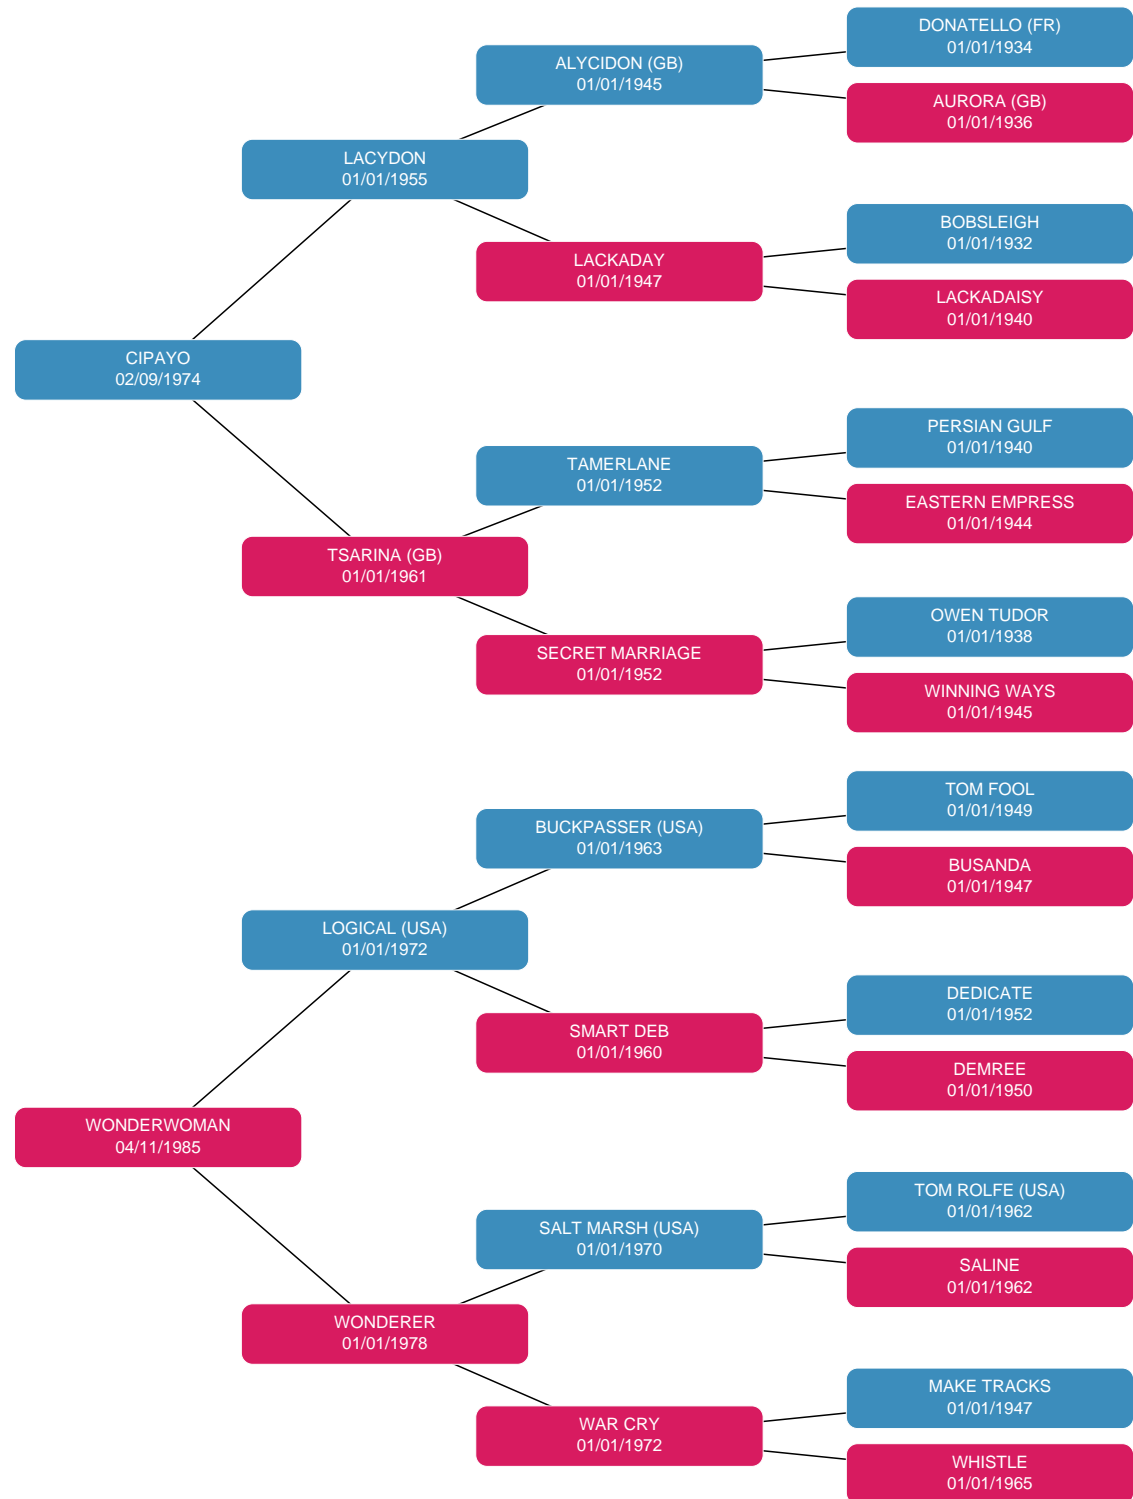 DONATELLO (FR)
01/01/1934
ALYCIDON (GB)
01/01/1945
AURORA (GB)
01/01/1936
LACYDON
01/01/1955
BOBSLEIGH
01/01/1932
LACKADAY
01/01/1947
LACKADAISY
01/01/1940
CIPAYO
02/09/1974
PERSIAN GULF
01/01/1940
TAMERLANE
01/01/1952
EASTERN EMPRESS
01/01/1944
TSARINA (GB)
01/01/1961
OWEN TUDOR
01/01/1938
SECRET MARRIAGE
01/01/1952
WINNING WAYS
01/01/1945
TOM FOOL
01/01/1949
BUCKPASSER (USA)
01/01/1963
BUSANDA
01/01/1947
LOGICAL (USA)
01/01/1972
DEDICATE
01/01/1952
SMART DEB
01/01/1960
DEMREE
01/01/1950
WONDERWOMAN
04/11/1985
TOM ROLFE (USA)
01/01/1962
SALT MARSH (USA)
01/01/1970
SALINE
01/01/1962
WONDERER
01/01/1978
MAKE TRACKS
01/01/1947
WAR CRY
01/01/1972
WHISTLE
01/01/1965